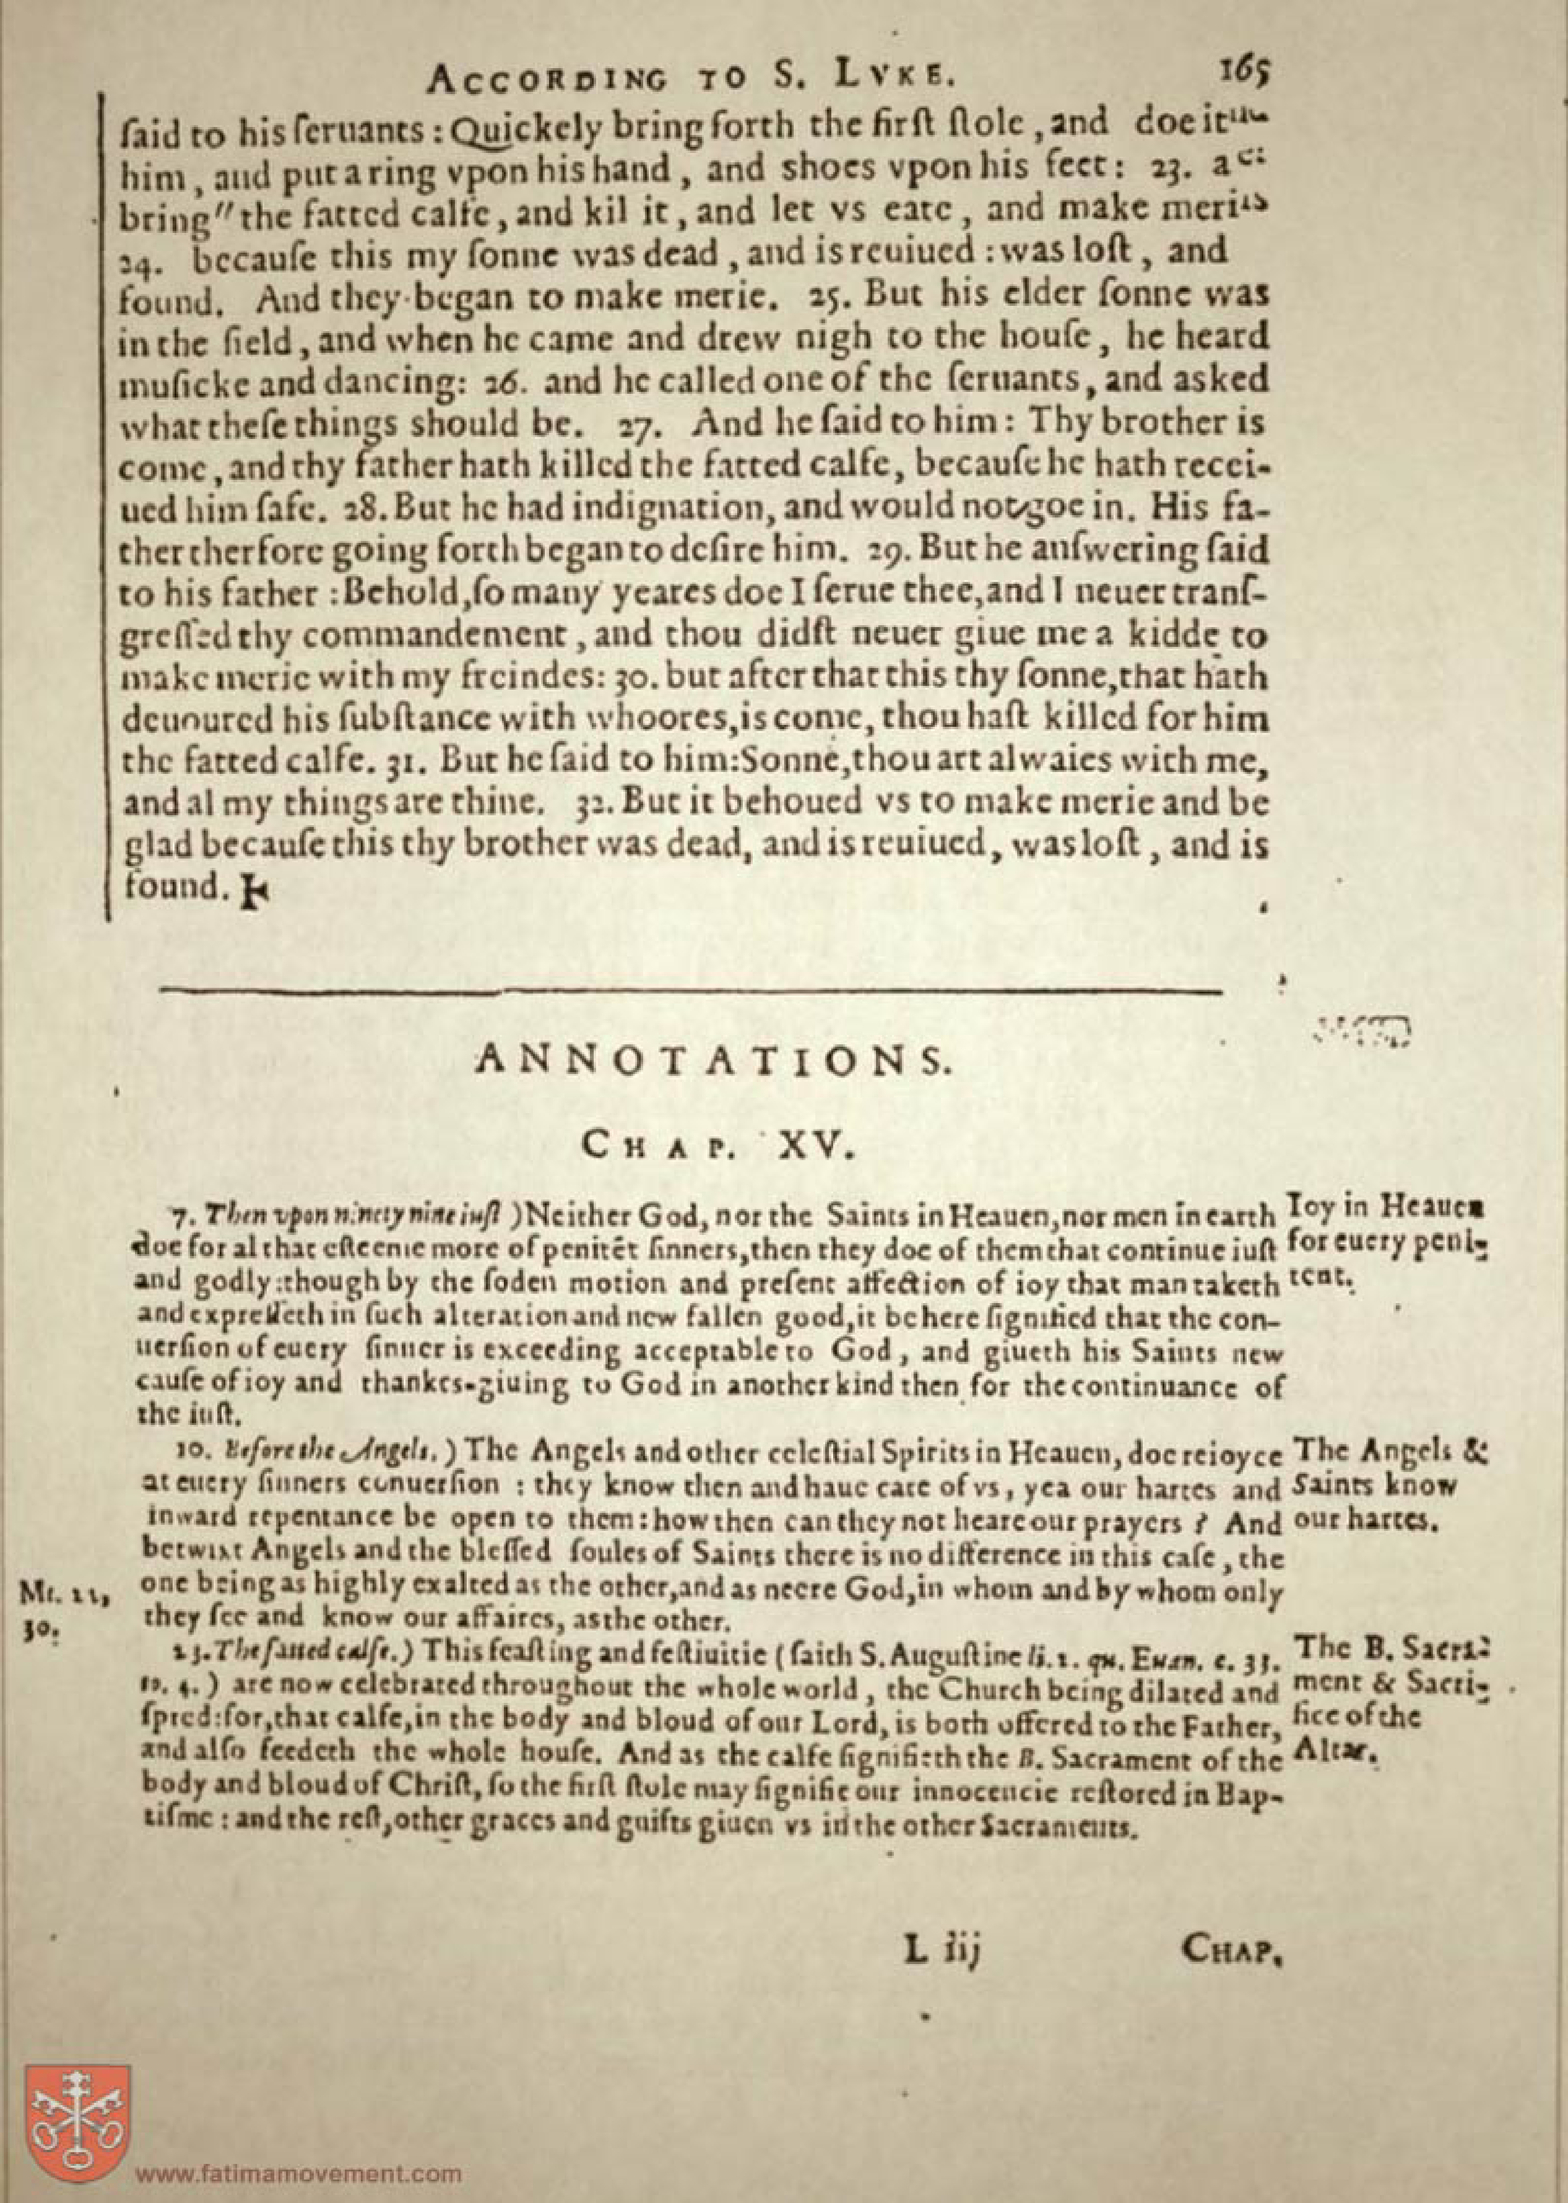 ACCORDING TO S. LVKE. 165
ſaid to his ſeruants : Quickely bring forth the firſt ſtole , and doe it
him , and put a ring vpon his hand , and shoes vpon his feet : 23.
bring " the fatted calfe , and kil it , and let vs eate , and make
24. becauſe this my ſonne was dead , and is reuiued : was loſt , and
found. And they began to make merie. 25. But his elder ſonne was
in the field , and when he came and drew nigh to the houſe , he heard
muſicke and dancing : 26. and he called one of the ſeruants , and asked
what theſe things should be. 27. And he ſaid to him : Thy brother is
come , and thy father hath killed the fatted calfe , becauſe he hath recei-
ued him ſafe. 28. But he had indignation, and would not goe in. His fa-
ther therfore going forth began to deſire him. 29. But he anſwering ſaid
to his father : Behold, ſo many yeares doe I ſerue thee, and I neuer tranſ-
greſſed thy commandement , and thou didſt neuer giue me a kidde to
make merie with my freindes : 30. but after that this thy ſonne, that hath
deuoured his ſubſtance with whoores, is come, thou haſt killed for him
the fatted calfe. 31. But he ſaid to him : Sonne, thou art alwaies with me,
and al my things are thine. 32. But it behoued vs to make merie and be
glad becauſe this thy brother was dead, and is reuiued , was loſt , and is
found.
ANNOTATIONS.
CHAP. XV.
7. Then vpon ninety nine iuſt ) Neither God, nor the Saints in Heauen, nor men in earth
doe for al that eſteeme more of penitēt ſinners, then they doe of them that continue iuſt
and godly : though by the ſoden motion and preſent affection of ioy that man taketh
and expreſſeth in ſuch alteration and new fallen good, it be here ſignified that the con-
uerſion of euery ſinner is exceeding acceptable to God , and giueth his Saints new
cauſe of ioy and thankes-giuing to God in another kind then for the continuance of
the iuſt.
Ioy in Heauen
for euery peni-
tent.
10. Before the Angels. ) The Angels and other celeſtial Spirits in Heauen, doe reioyce
at euery ſinners conuerſion : they know then and haue care of vs , yea our hartes and
inward repentance be open to them : how then can they not heare our prayers ? And
betwixt Angels and the bleſſed ſoules of Saints there is no difference in this caſe , the
one being as highly exalted as the other, and as neere God, in whom and by whom only
they ſee and know our affaires, as the other.
The Angels &
Saints know
our hartes.
Mt. 22,
30.
23. The fatted calfe. ) This feaſting and feſtiuitie ( ſaith S. Auguſtine li. 2. qu. Euan. c. 33.
to. 4. ) are now celebrated throughout the whole world , the Church being dilated and
ſpred : for, that calfe, in the body and bloud of our Lord, is both offered to the Father,
and alſo feedeth the whole houſe. And as the calfe ſignifieth the B. Sacrament of the
body and bloud of Chriſt, ſo the firſt ſtole may ſignifie our innocencie reſtored in Bap-
tiſme : and the reſt, other graces and guifts giuen vs in the other Sacraments.
The B. Sacra-
ment & Sacri-
fice of the
Altar.
L iij CHAP.
www.fatimamovement.com